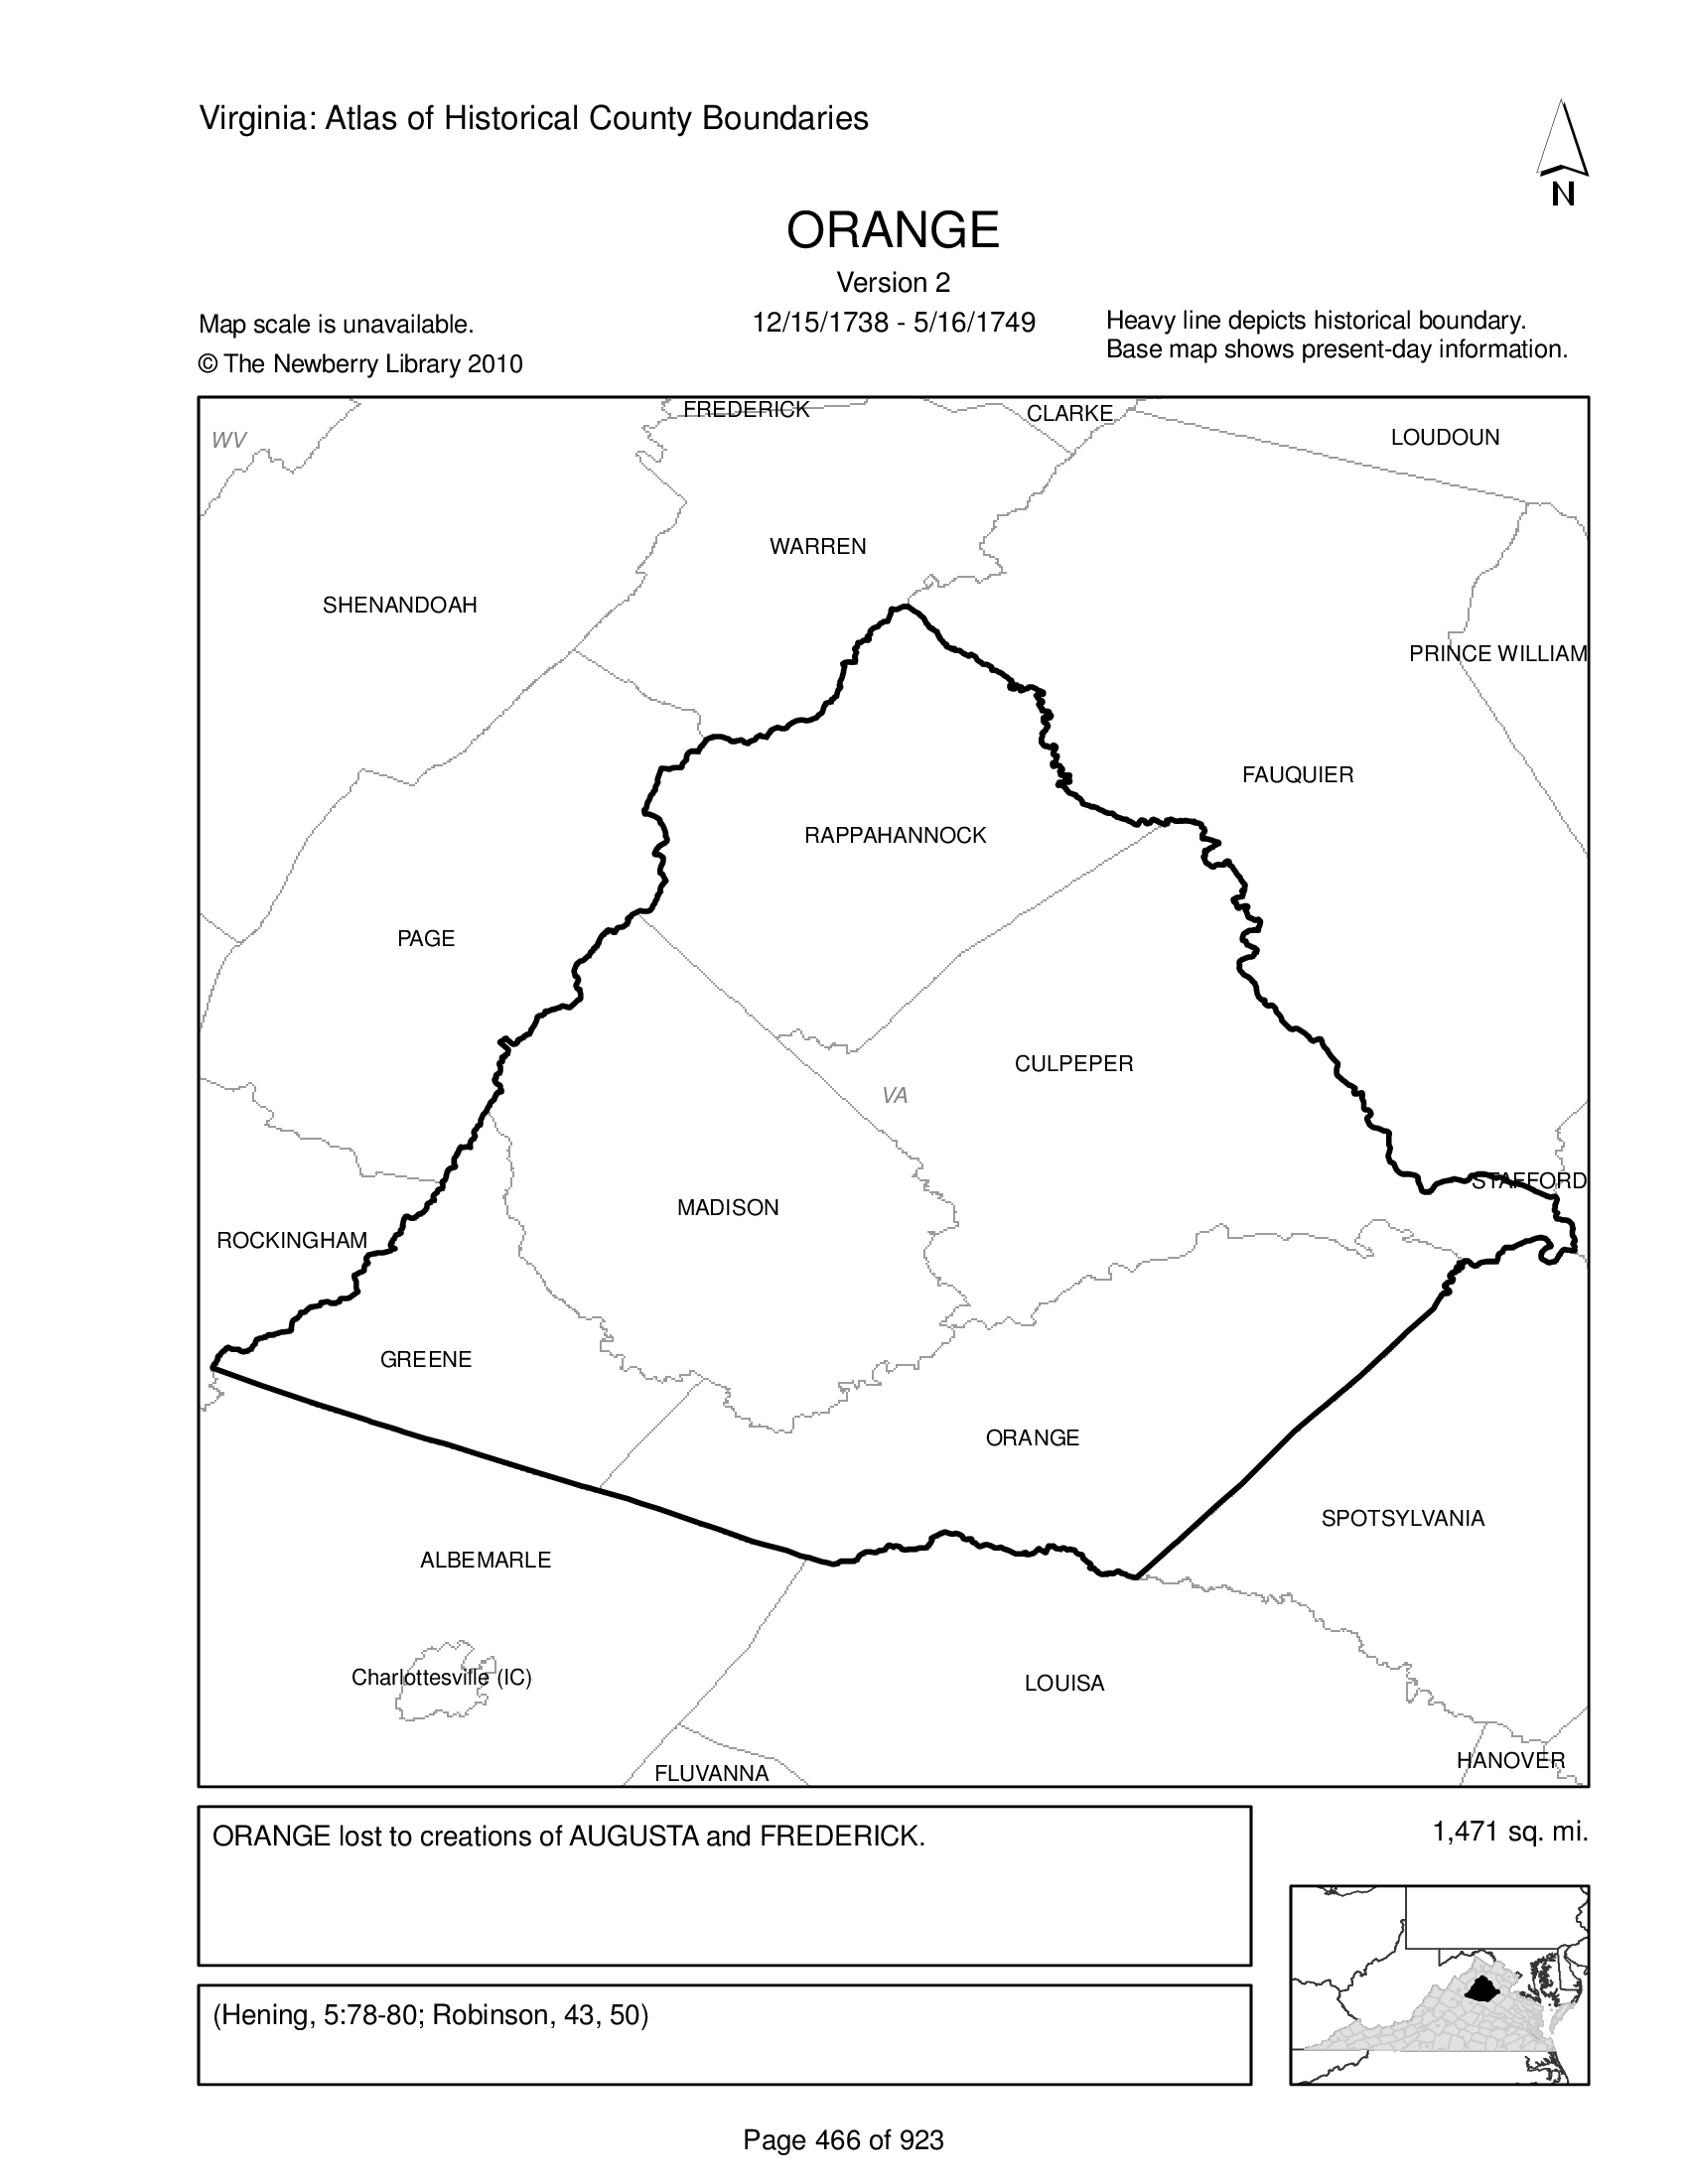 Virginia: Atlas of Historical County Boundaries
N
ORANGE
Version 2
12/15/1738 - 5/16/1749
Map scale is unavailable.
© The Newberry Library 2010
Heavy line depicts historical boundary.
Base map shows present-day information.
FREDERICK
CLARKE
LOUDOUN
WV
WARREN
SHENANDOAH
PRINCE WILLIAM
FAUQUIER
RAPPAHANNOCK
PAGE
CULPEPER
VA
STAFFORD
MADISON
ROCKINGHAM
GREENE
ORANGE
SPOTSYLVANIA
ALBEMARLE
Charlottesville (IC)
LOUISA
HANOVER
FLUVANNA
ORANGE lost to creations of AUGUSTA and FREDERICK.
1,471 sq. mi.
(Hening, 5:78-80; Robinson, 43, 50)
Page 466 of 923